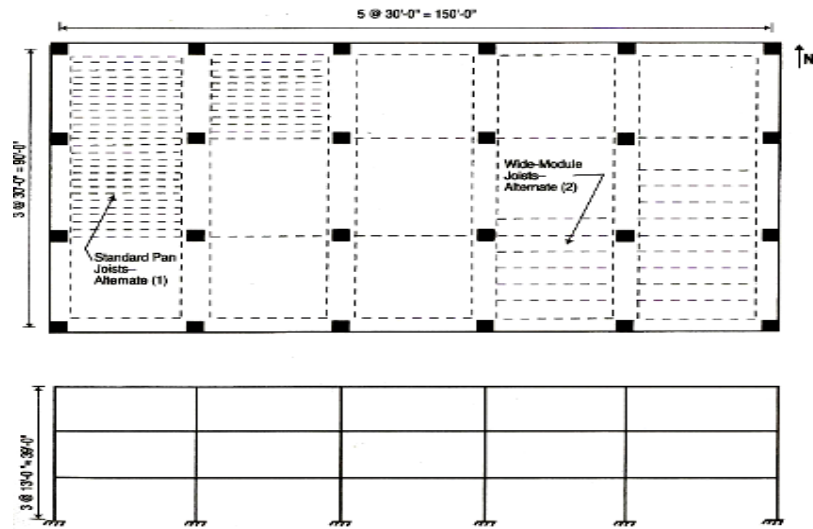 5 @ 30'-0" = 150'-0"
N
3 @ 30'-0" = 90'-0"
Wide-Module
Joists–
Alternate (2)
Standard Pan
Joists–
Alternate (1)
3 @ 13'-0" = 39'-0"